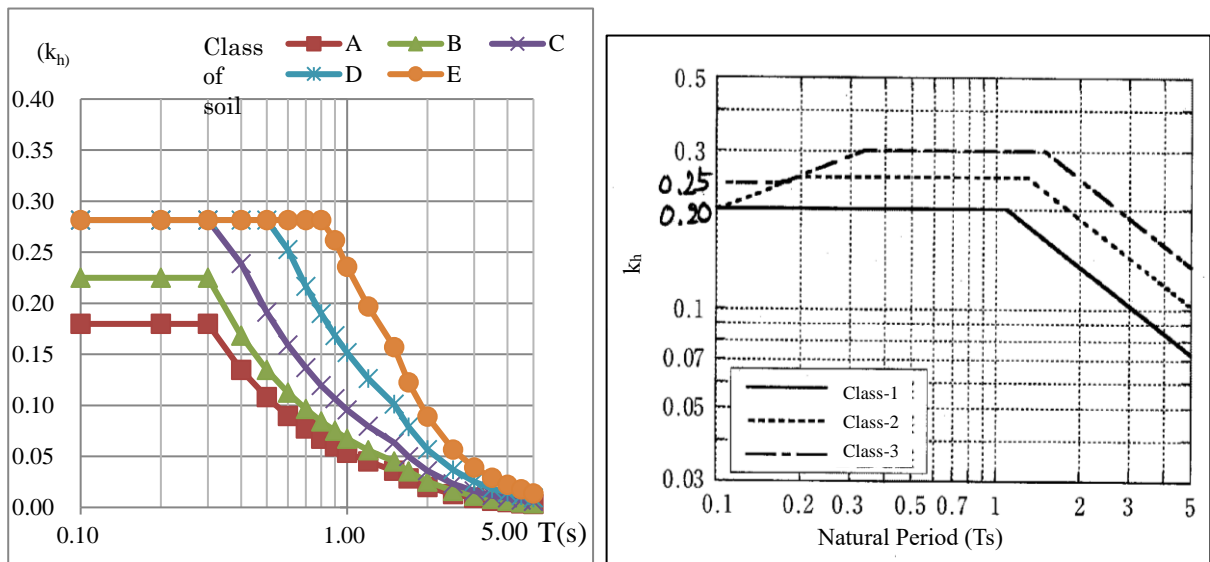 (kh)
Class of soil
A
B
C
D
E
0.40
0.35
0.30
0.25
0.20
0.15
0.10
0.05
0.00
0.10
1.00
5.00
T(s)
0.5
0.3
0.25
0.20
0.1
0.07
0.05
0.03
kh
Class-1
Class-2
Class-3
0.1
0.2
0.3
0.5
0.7
1
2
3
5
Natural Period (Ts)